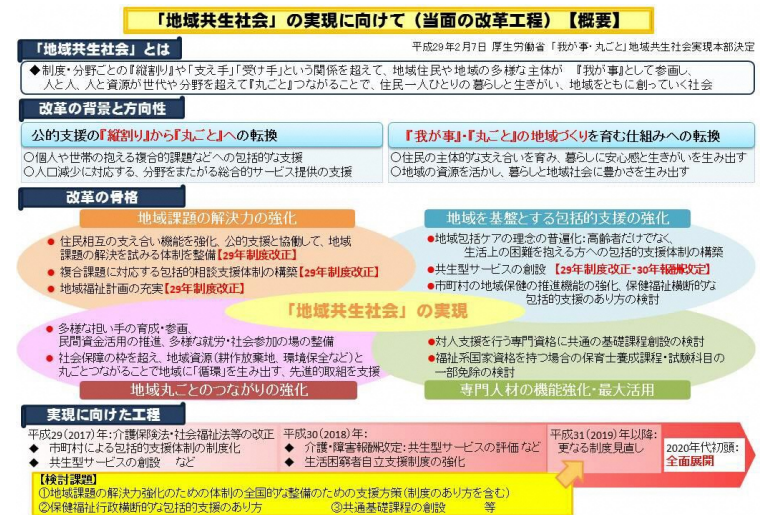 「地域共生社会」の実現に向けて(当面の改革工程)【概要】
「地域共生社会」とは
平成29年2月7日 厚生労働省 「我が事・丸ごと」地域共生社会実現本部決定
◆制度・分野ごとの『縦割り』や「支え手」「受け手」という関係を超えて、地域住民や地域の多様な主体が 『我が事』として参画し、
人と人、人と資源が世代や分野を超えて『丸ごと』つながることで、住民一人ひとりの暮らしと生きがい、地域をともに創っていく社会
改革の背景と方向性
公的支援の『縦割り』から『丸ごと』への転換
○個人や世帯の抱える複合的課題などへの包括的な支援
○人口減少に対応する、分野をまたがる総合的サービス提供の支援
『我が事』・『丸ごと』の地域づくりを育む仕組みへの転換
○住民の主体的な支え合いを育み、暮らしに安心感と生きがいを生み出す
○地域の資源を活かし、暮らしと地域社会に豊かさを生み出す
改革の骨格
地域課題の解決力の強化
● 住民相互の支え合い機能を強化、公的支援と協働して、地域
課題の解決を試みる体制を整備【29年制度改正】
● 複合課題に対応する包括的相談支援体制の構築【29年制度改正】
● 地域福祉計画の充実【29年制度改正】
地域を基盤とする包括的支援の強化
●地域包括ケアの理念の普遍化:高齢者だけでなく、
生活上の困難を抱える方への包括的支援体制の構築
●共生型サービスの創設 【29年制度改正・30年報酬改定】
●市町村の地域保健の推進機能の強化、保健福祉横断的な
包括的支援のあり方の検討
「地域共生社会」の実現
● 多様な担い手の育成・参画、
民間資金活用の推進、多様な就労・社会参加の場の整備
● 社会保障の枠を超え、地域資源(耕作放棄地、環境保全など)と
丸ごとつながることで地域に「循環」を生み出す、先進的取組を支援
地域丸ごとのつながりの強化
●対人支援を行う専門資格に共通の基礎課程創設の検討
●福祉系国家資格を持つ場合の保育士養成課程・試験科目の
一部免除の検討
専門人材の機能強化・最大活用
実現に向けた工程
平成29(2017)年:介護保険法・社会福祉法等の改正
◆ 市町村による包括的支援体制の制度化
◆ 共生型サービスの創設 など
平成30(2018)年:
◆ 介護・障害報酬改定:共生型サービスの評価 など
◆ 生活困窮者自立支援制度の強化
平成31(2019)年以降:
更なる制度見直し
2020年代初頭:
全面展開
【検討課題】
①地域課題の解決力強化のための体制の全国的な整備のための支援方策(制度のあり方を含む)
②保健福祉行政横断的な包括的支援のあり方 ③共通基礎課程の創設 等